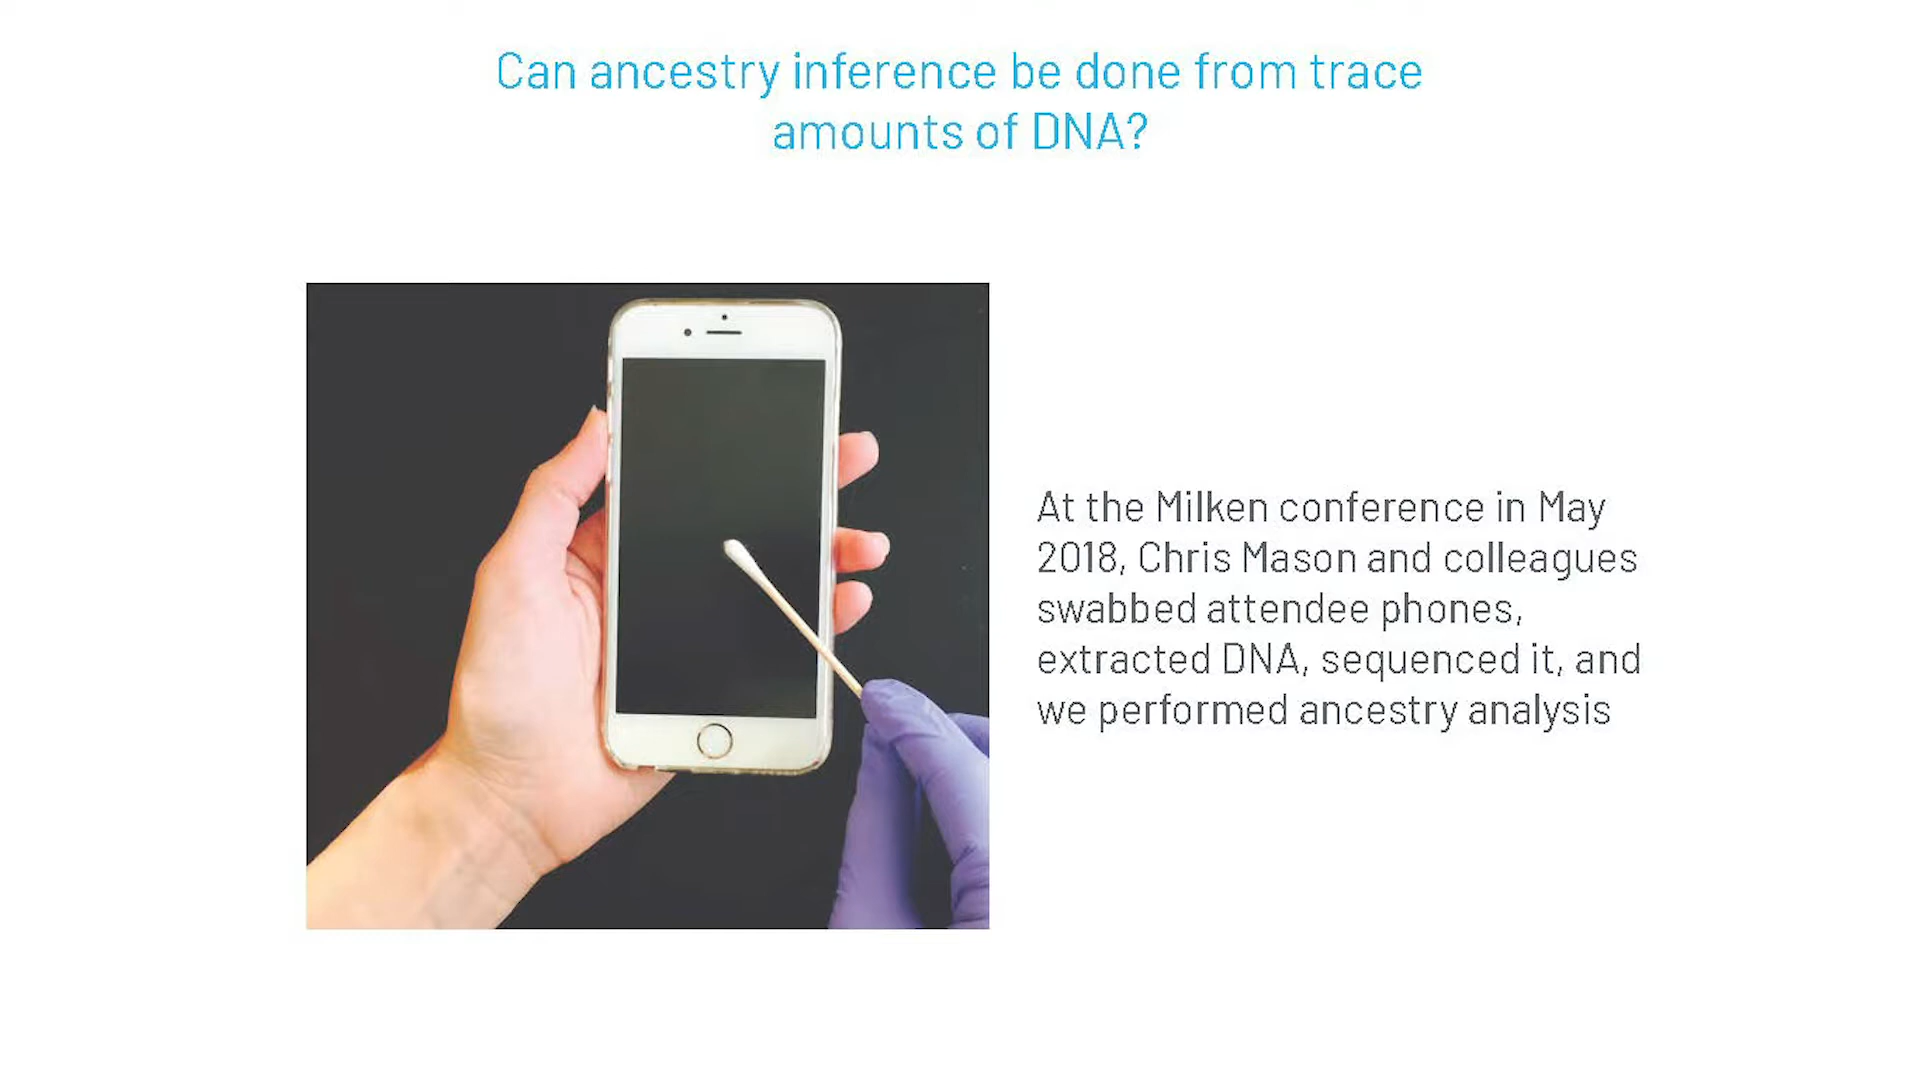 Can ancestry inference be done from trace
amounts of DNA?
At the Milken conference in May
2018, Chris Mason and colleagues
swabbed attendee phones,
extracted DNA, sequenced it, and
we performed ancestry analysis